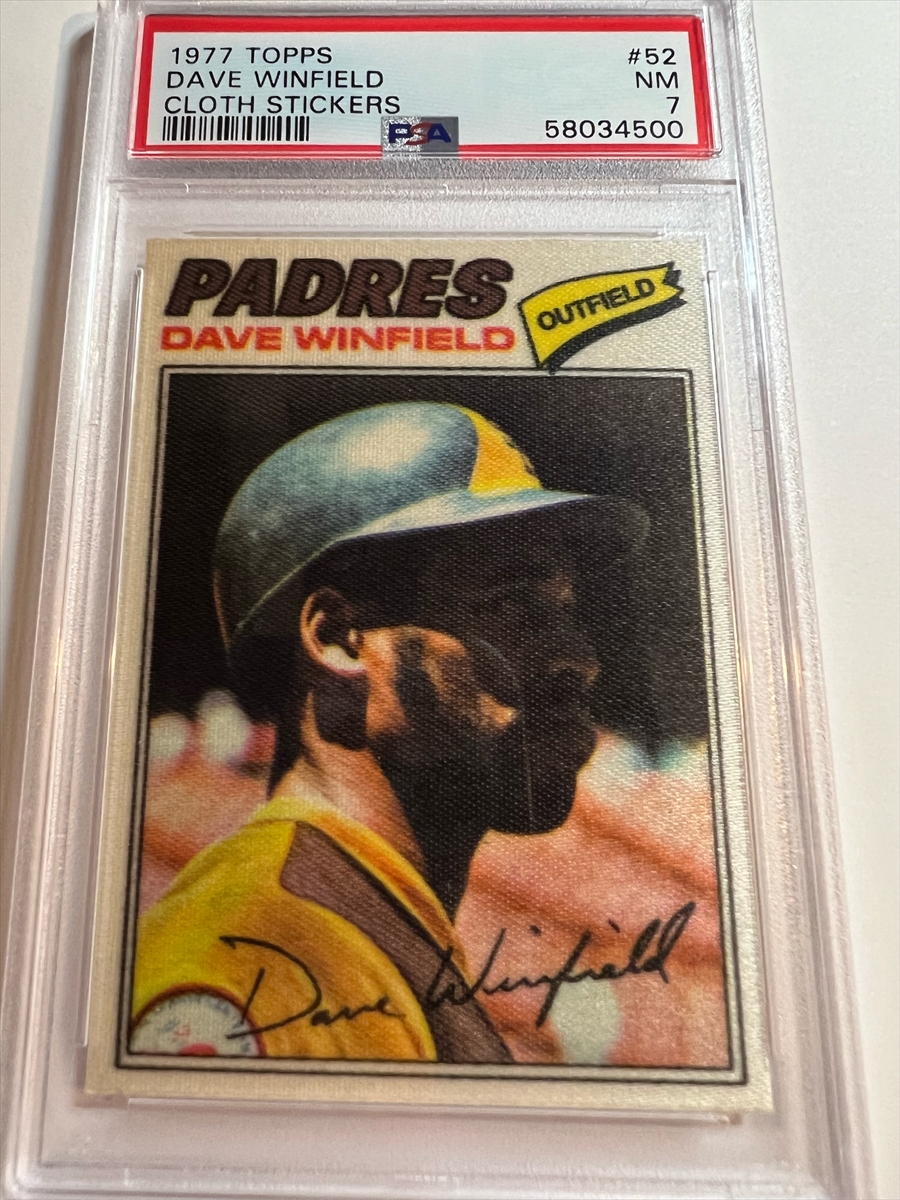 1977 TOPPS #52
DAVE WINFIELD NM
CLOTH STICKERS 7
PSA 58034500
PADRES
DAVE WINFIELD
OUTFIELD
Dave Winfield